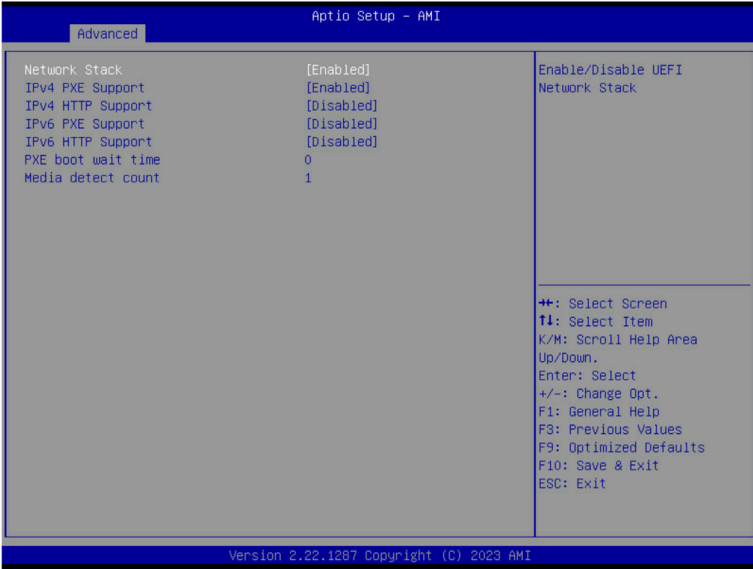 Aptio Setup – AMI
Advanced
Network Stack [Enabled]
IPv4 PXE Support [Enabled]
IPv4 HTTP Support [Disabled]
IPv6 PXE Support [Disabled]
IPv6 HTTP Support [Disabled]
PXE boot wait time 0
Media detect count 1
Enable/Disable UEFI
Network Stack
→←: Select Screen
↑↓: Select Item
K/M: Scroll Help Area
Up/Down.
Enter: Select
+/-: Change Opt.
F1: General Help
F3: Previous Values
F9: Optimized Defaults
F10: Save & Exit
ESC: Exit
Version 2.22.1287 Copyright (C) 2023 AMI